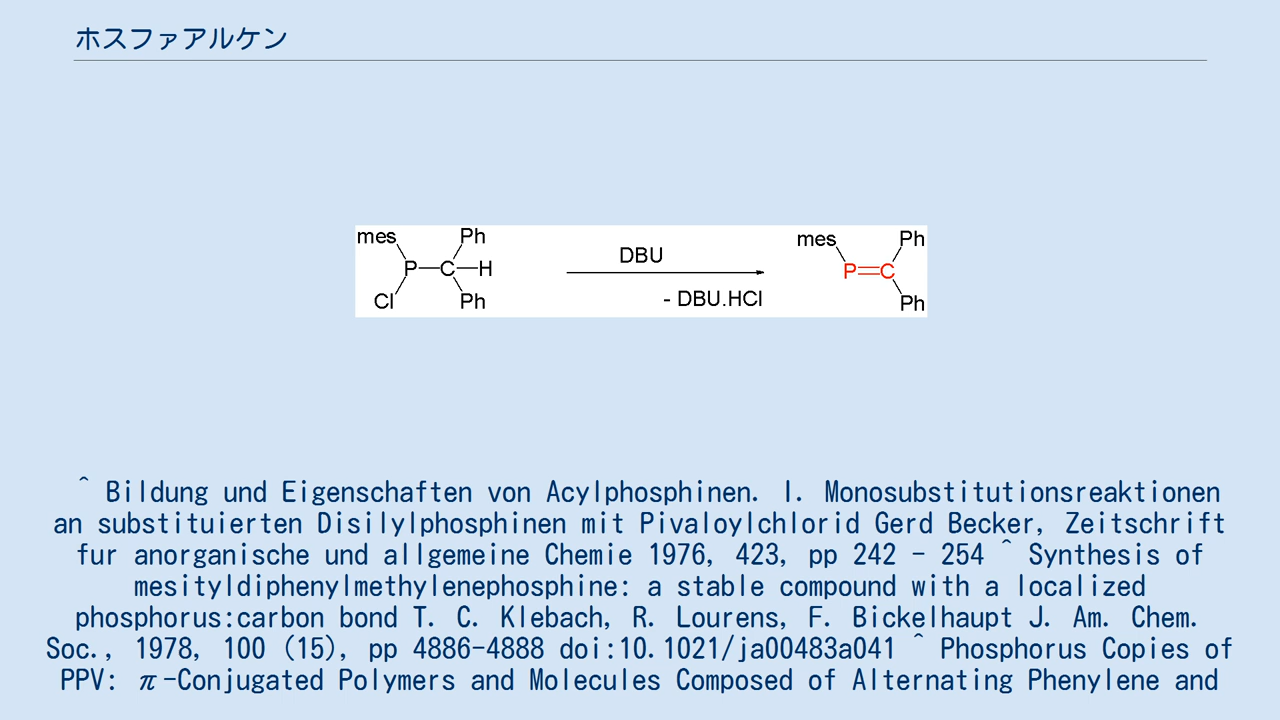 ホスファアルケン
mes Ph
P—C—H
Cl Ph
DBU
- DBU.HCl
mes Ph
P=C
Ph
^ Bildung und Eigenschaften von Acylphosphinen. I. Monosubstitutionsreaktionen
an substituierten Disilylphosphinen mit Pivaloylchlorid Gerd Becker, Zeitschrift
fur anorganische und allgemeine Chemie 1976, 423, pp 242 - 254 ^ Synthesis of
mesityldiphenylmethylenephosphine: a stable compound with a localized
phosphorus:carbon bond T. C. Klebach, R. Lourens, F. Bickelhaupt J. Am. Chem.
Soc., 1978, 100 (15), pp 4886-4888 doi:10.1021/ja00483a041 ^ Phosphorus Copies of
PPV: π-Conjugated Polymers and Molecules Composed of Alternating Phenylene and